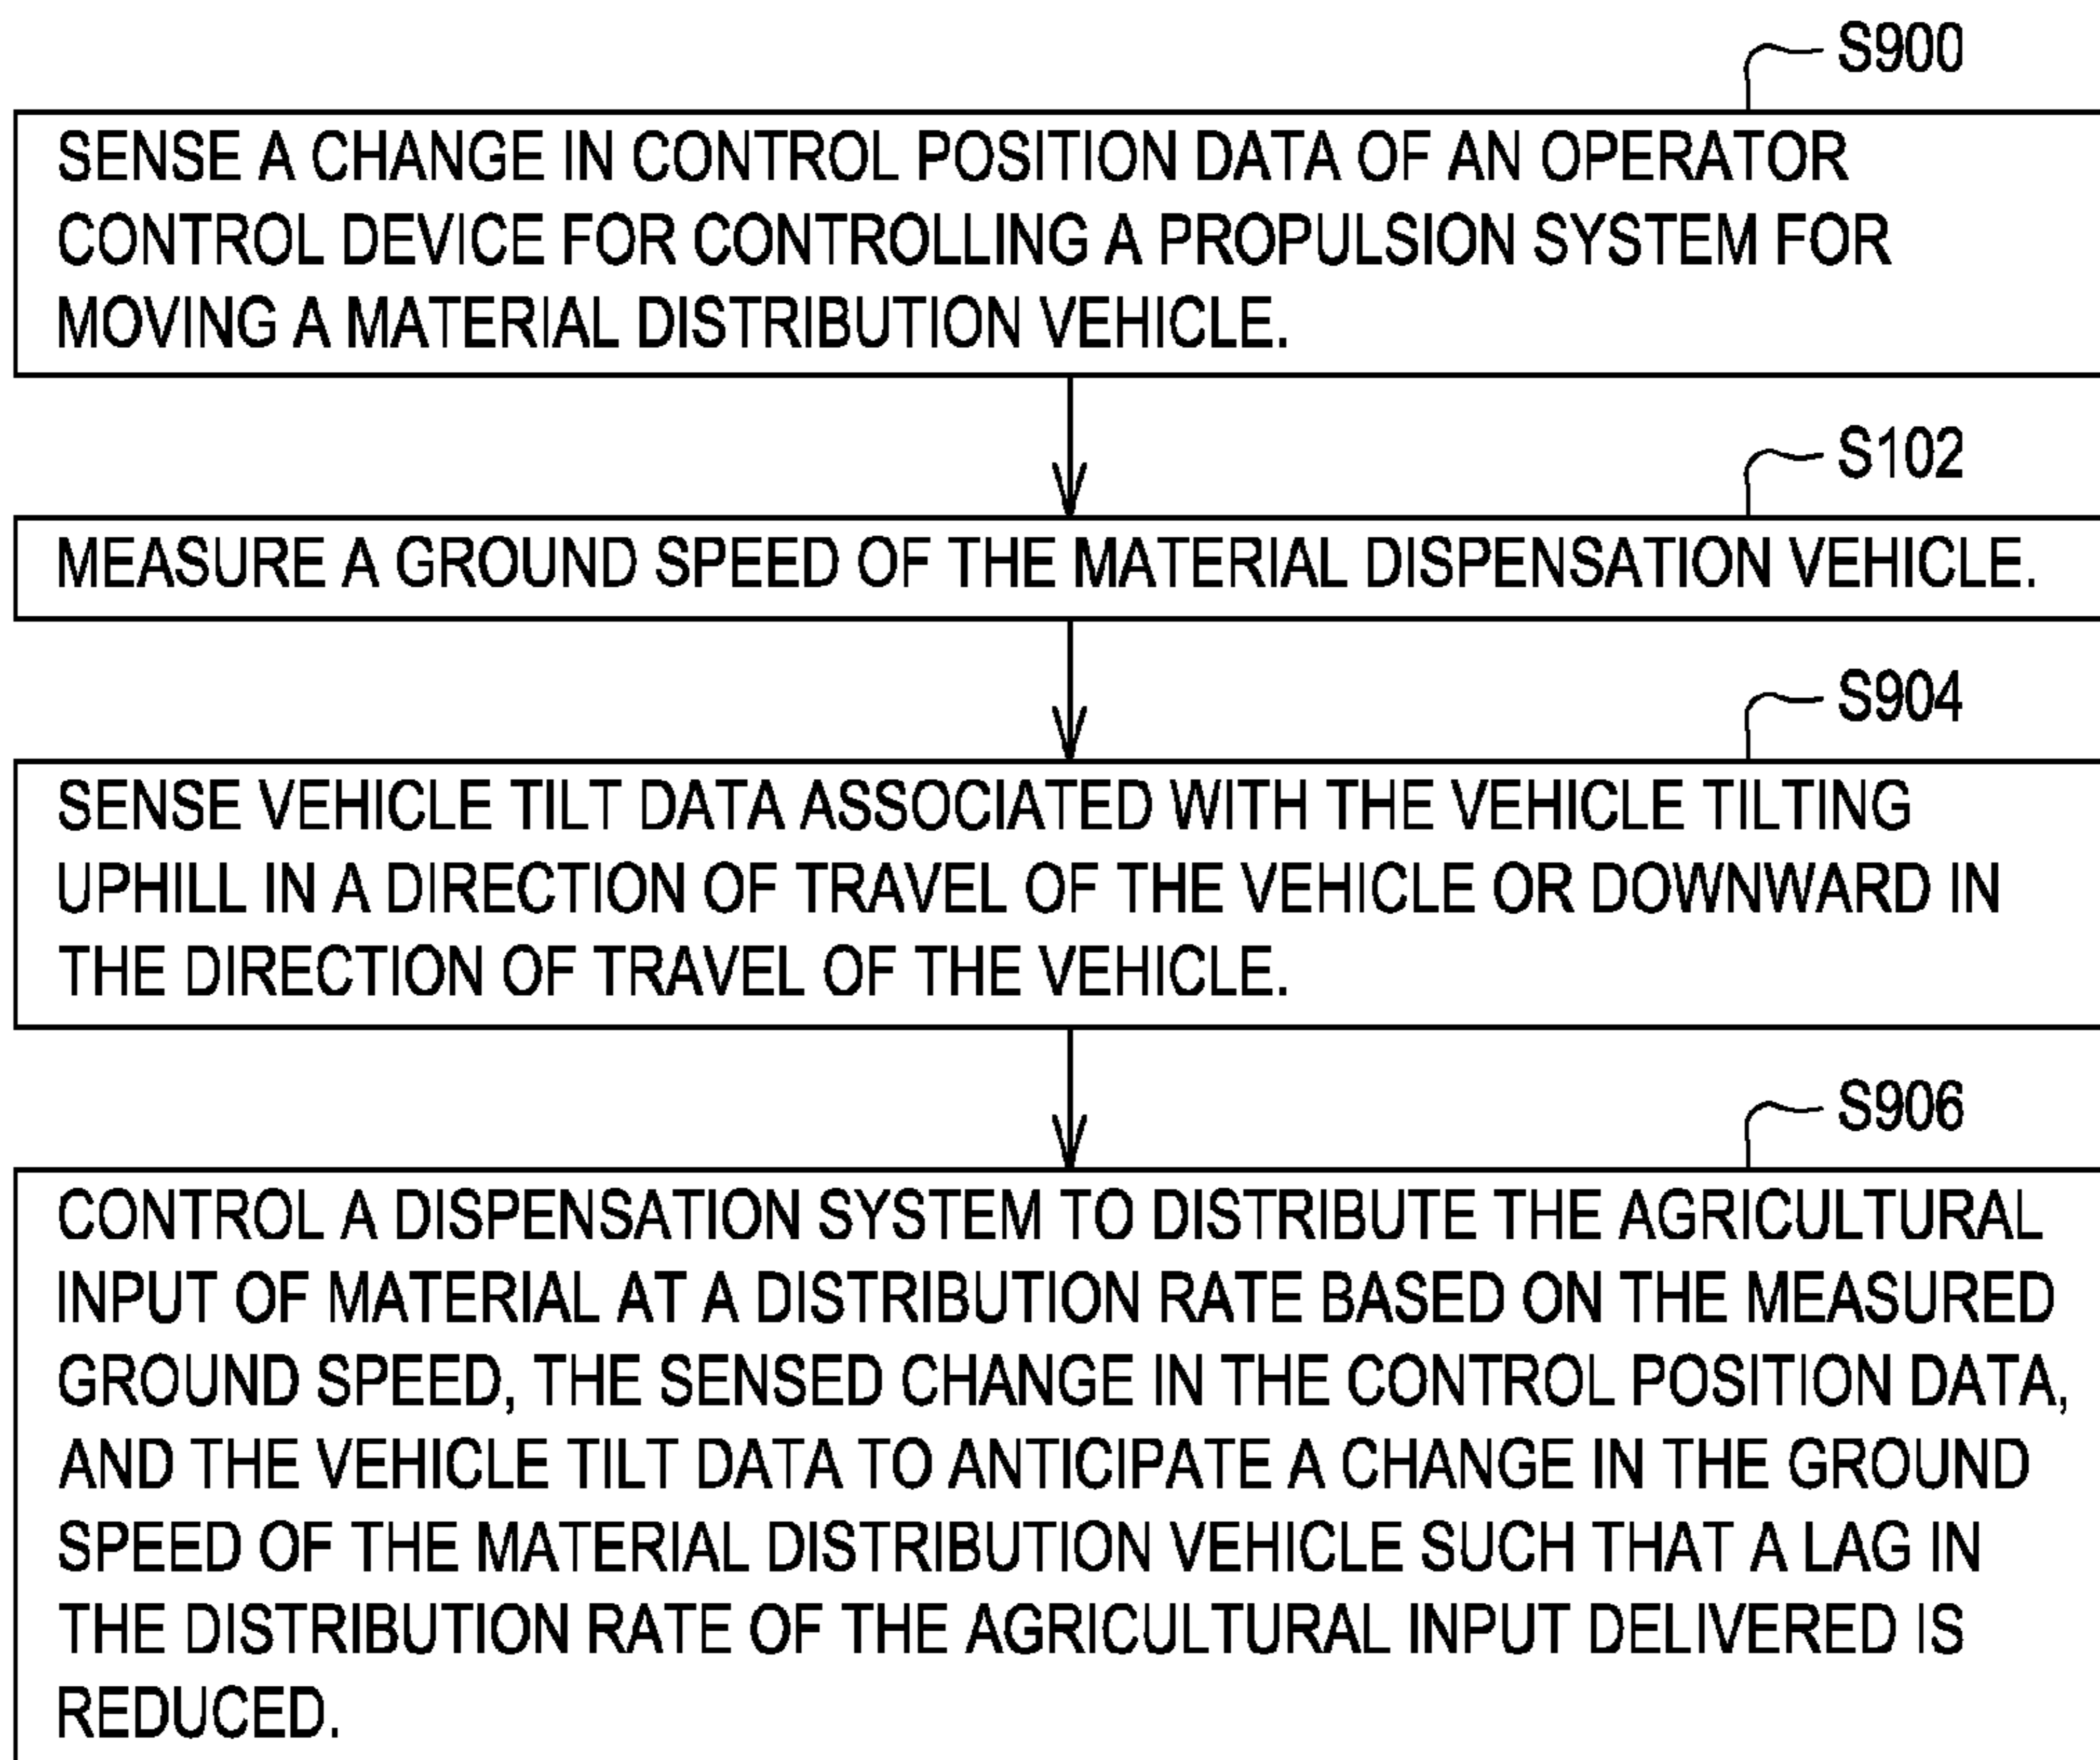 S900
SENSE A CHANGE IN CONTROL POSITION DATA OF AN OPERATOR
CONTROL DEVICE FOR CONTROLLING A PROPULSION SYSTEM FOR
MOVING A MATERIAL DISTRIBUTION VEHICLE.
S102
MEASURE A GROUND SPEED OF THE MATERIAL DISPENSATION VEHICLE.
S904
SENSE VEHICLE TILT DATA ASSOCIATED WITH THE VEHICLE TILTING
UPHILL IN A DIRECTION OF TRAVEL OF THE VEHICLE OR DOWNWARD IN
THE DIRECTION OF TRAVEL OF THE VEHICLE.
S906
CONTROL A DISPENSATION SYSTEM TO DISTRIBUTE THE AGRICULTURAL
INPUT OF MATERIAL AT A DISTRIBUTION RATE BASED ON THE MEASURED
GROUND SPEED, THE SENSED CHANGE IN THE CONTROL POSITION DATA,
AND THE VEHICLE TILT DATA TO ANTICIPATE A CHANGE IN THE GROUND
SPEED OF THE MATERIAL DISTRIBUTION VEHICLE SUCH THAT A LAG IN
THE DISTRIBUTION RATE OF THE AGRICULTURAL INPUT DELIVERED IS
REDUCED.